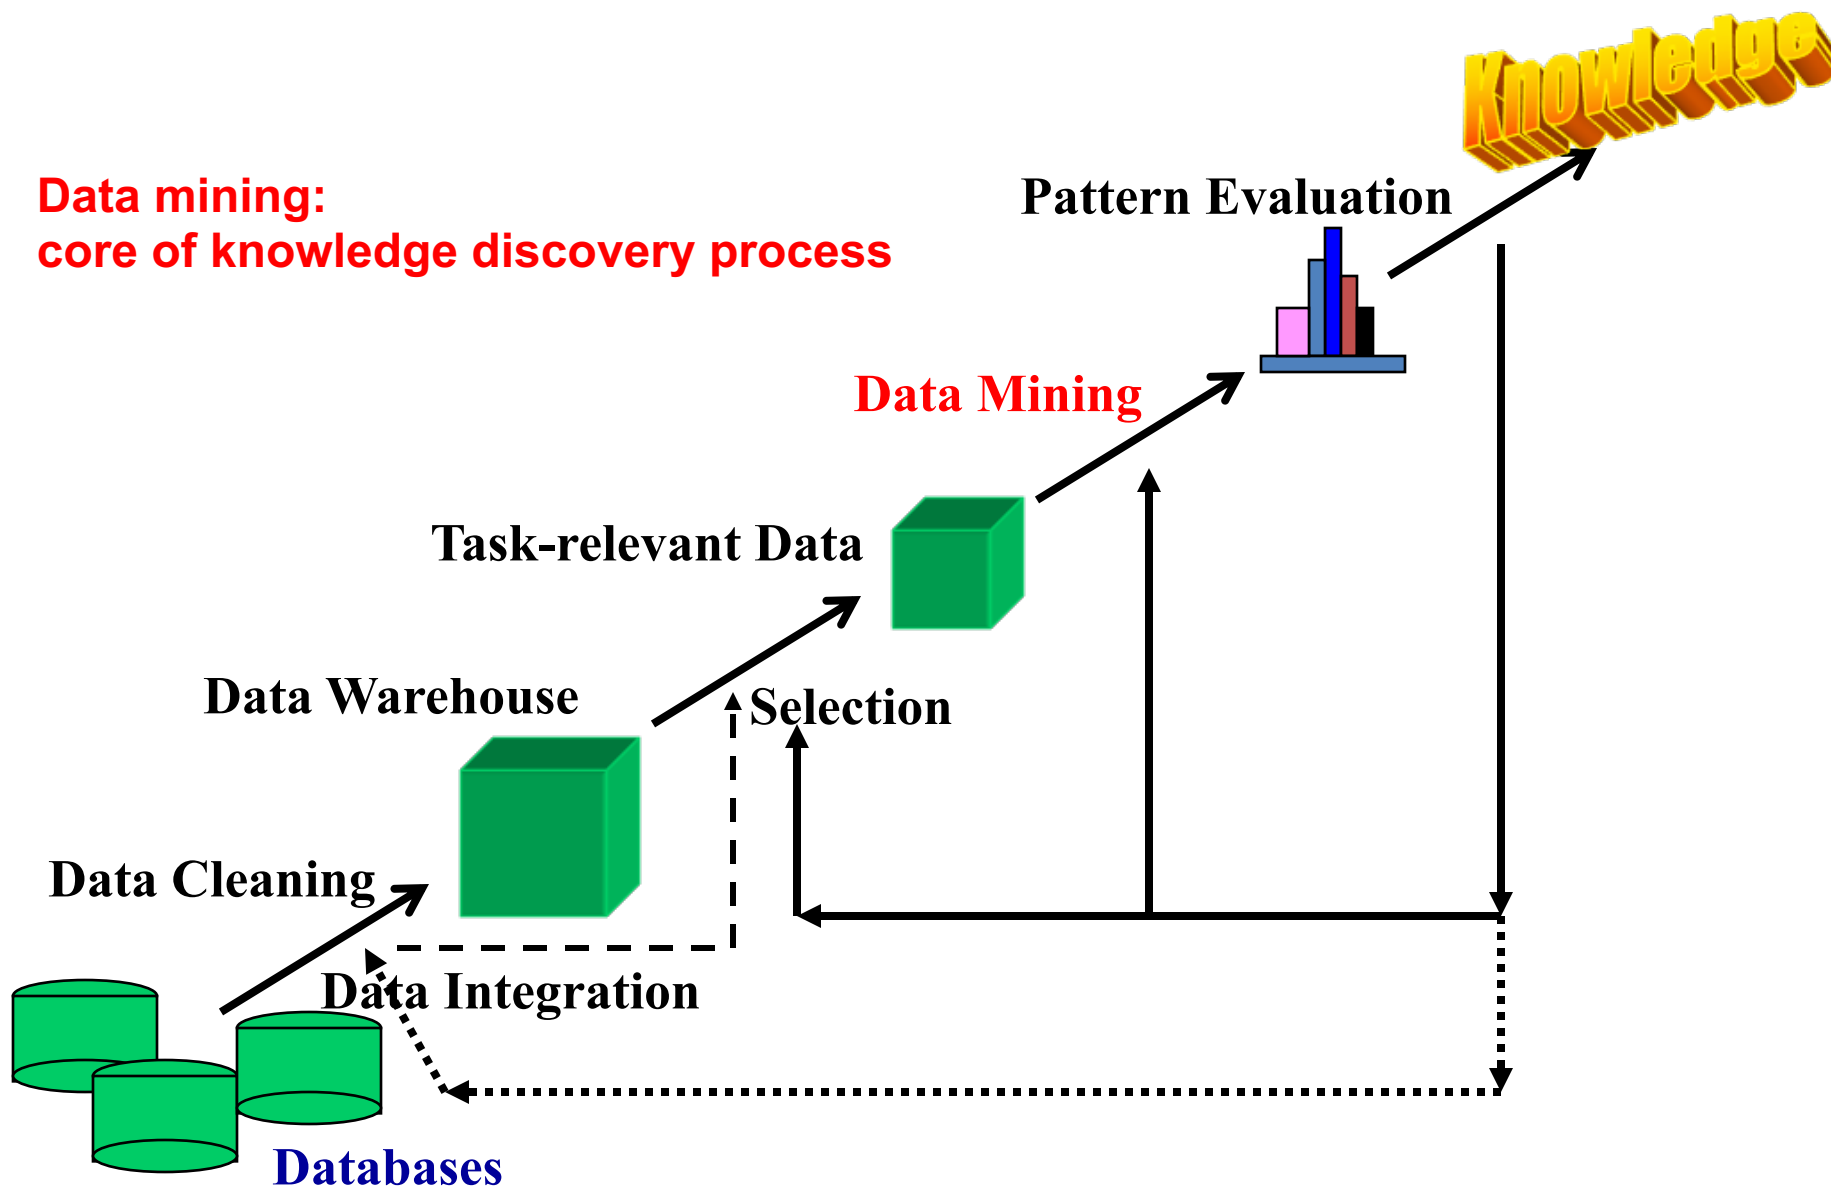 Knowledge
Data mining:
core of knowledge discovery process
Pattern Evaluation
Data Mining
Task-relevant Data
Data Warehouse
Selection
Data Cleaning
Data Integration
Databases